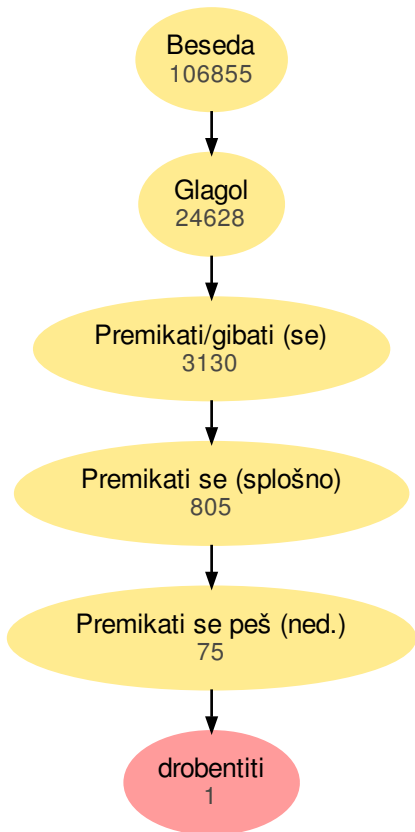 Beseda
106855
Glagol
24628
Premikati/gibati (se)
3130
Premikati se (splošno)
805
Premikati se peš (ned.)
75
drobentiti
1